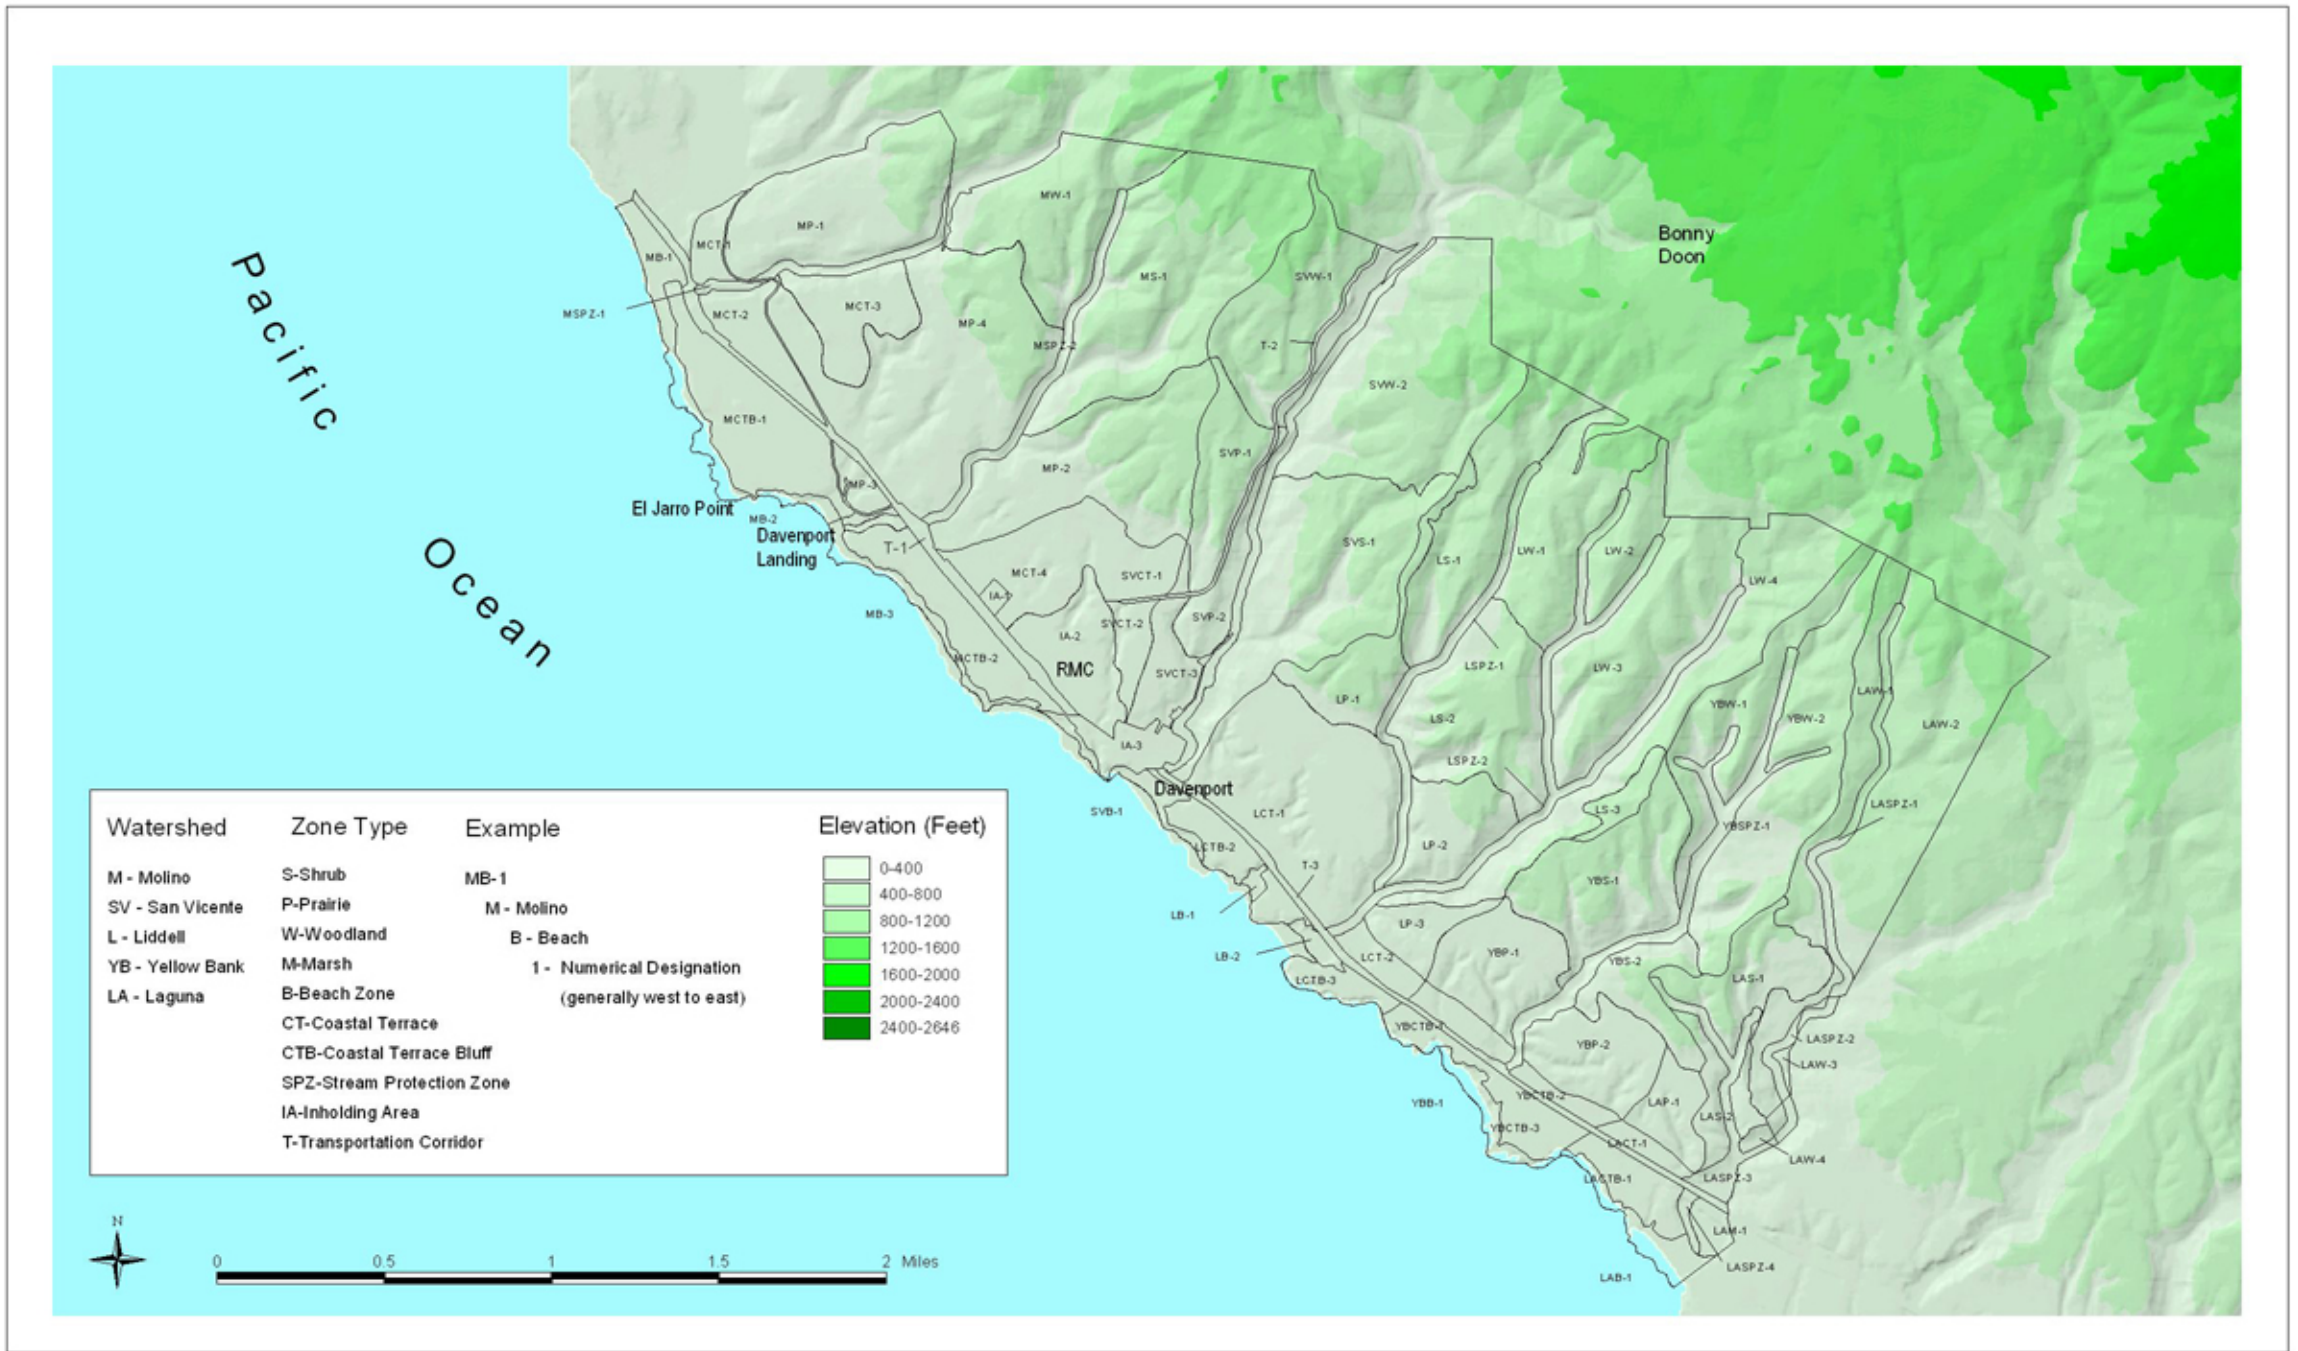 Pacific
Ocean
Bonny
Doon
MW-1
MP-1
MCT-1
MB-1
MS-1
SVW-1
MSPZ-1
MCT-2
MCT-3
MP-4
MSPZ-2
T-2
SVW-2
MCTB-1
SVP-1
MP-2
MP-3
El Jarro Point
MB-2
Davenport
Landing
T-1
SVS-1
LS-1
LW-1
LW-2
LW-4
MCT-4
SVCT-1
IA-1
MB-3
IA-2
SVCT-2
SVP-2
MCTB-2
RMC
SVCT-3
LSPZ-1
LW-3
LP-1
LS-2
YBW-1
YBW-2
LAW-1
LAW-2
IA-3
LSPZ-2
Davenport
SVB-1
LCT-1
LS-3
LASPZ-1
YBSPZ-1
LCTB-2
LP-2
T-3
YBS-1
LB-1
LP-3
LB-2
LCT-2
YBP-1
YBS-2
LAS-1
LCTB-3
YBCTB-1
YBP-2
LASPZ-2
LAW-3
YBB-1
YBCTB-2
LAP-1
LAS-2
YBCTB-3
LACT-1
LAW-4
LACTB-1
LASPZ-3
LAM-1
LASPZ-4
LAB-1
Watershed
M - Molino
SV - San Vicente
L - Liddell
YB - Yellow Bank
LA - Laguna
Zone Type
S-Shrub
P-Prairie
W-Woodland
M-Marsh
B-Beach Zone
CT-Coastal Terrace
CTB-Coastal Terrace Bluff
SPZ-Stream Protection Zone
IA-Inholding Area
T-Transportation Corridor
Example
MB-1
M - Molino
B - Beach
1 - Numerical Designation
(generally west to east)
Elevation (Feet)
0-400
400-800
800-1200
1200-1600
1600-2000
2000-2400
2400-2646
N
0 0.5 1 1.5 2 Miles